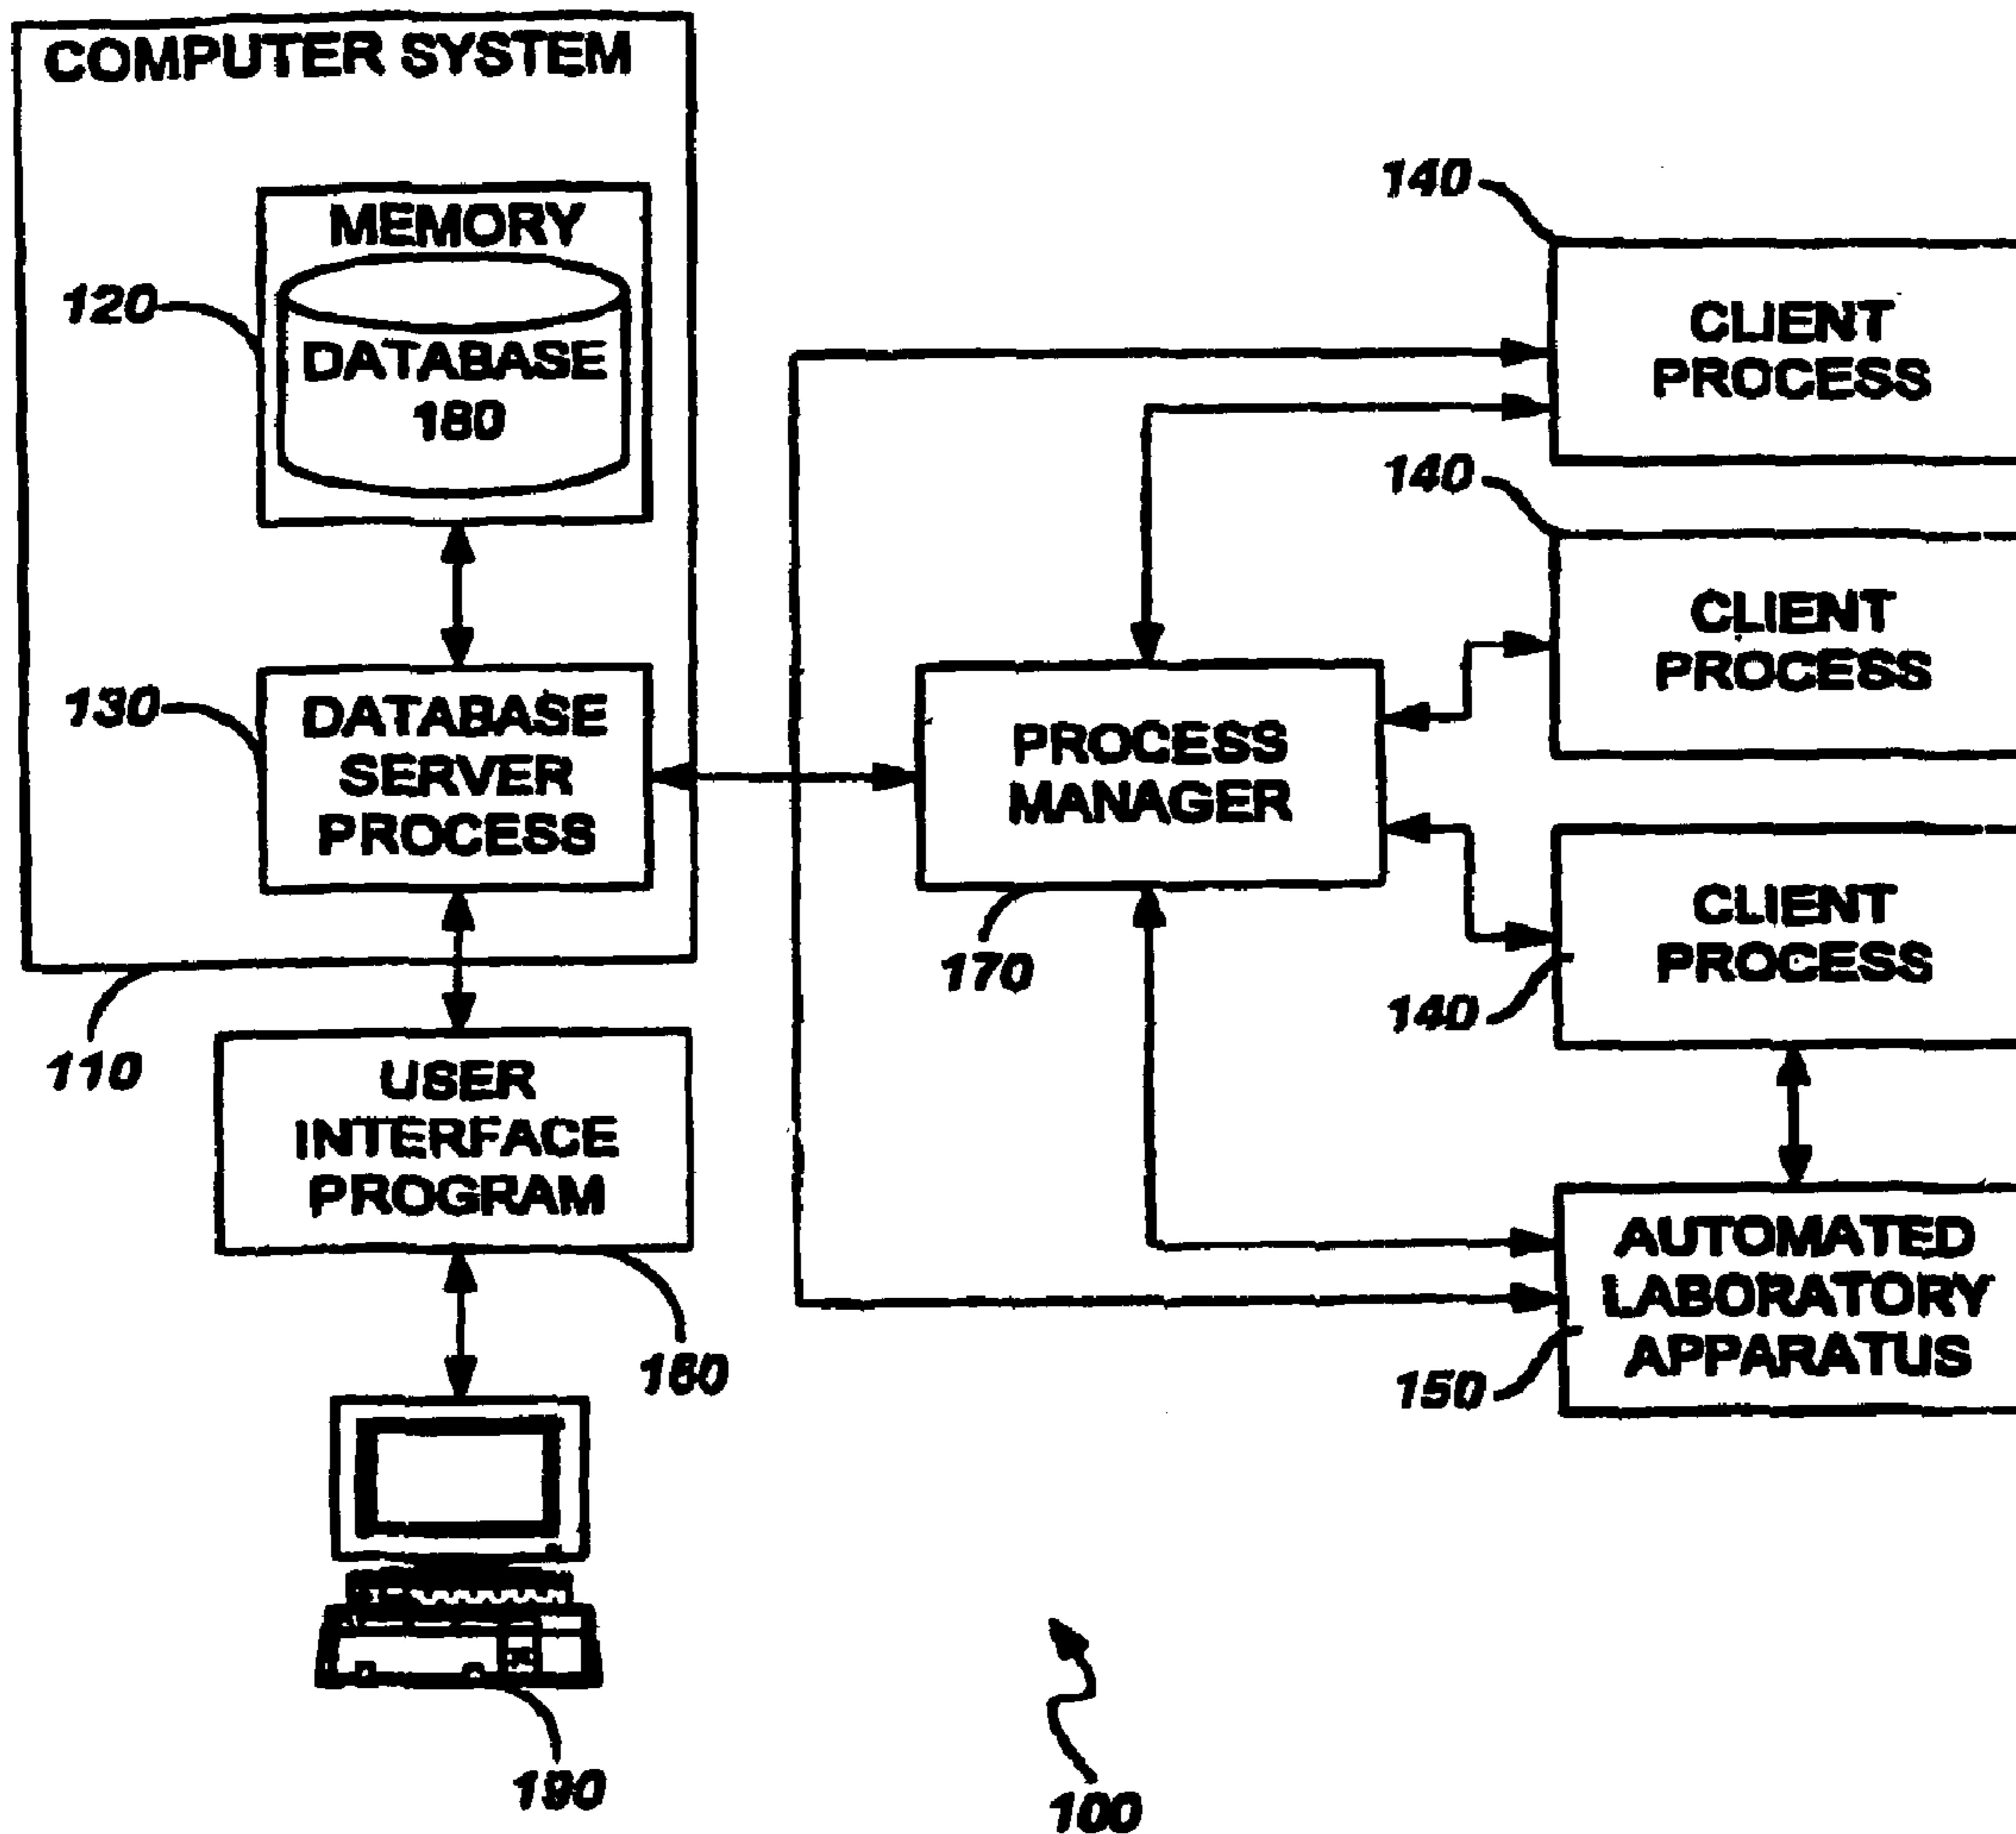 COMPUTER SYSTEM
MEMORY
120
DATABASE
180
130
DATABASE
SERVER
PROCESS
110
USER
INTERFACE
PROGRAM
190
PROCESS
MANAGER
170
140
CLIENT
PROCESS
140
CLIENT
PROCESS
140
CLIENT
PROCESS
AUTOMATED
LABORATORY
APPARATUS
150
100